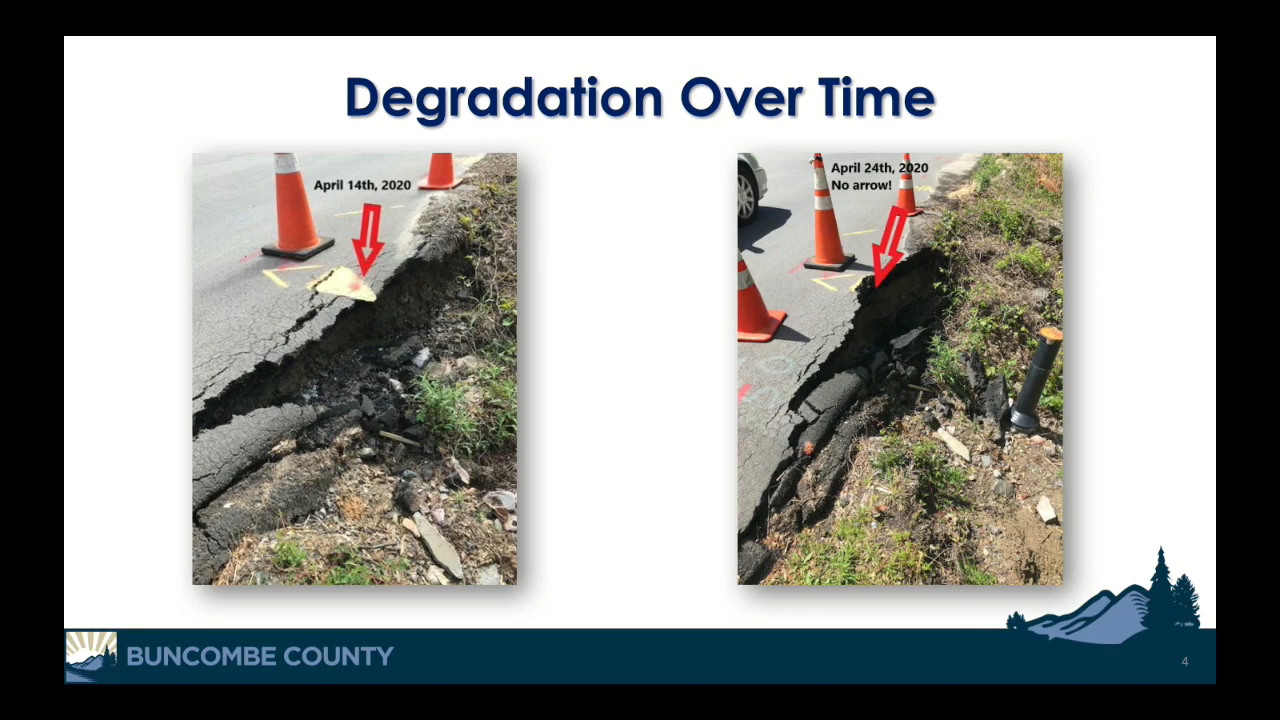 Degradation Over Time
April 14th, 2020
April 24th, 2020
No arrow!
BUNCOMBE COUNTY
4